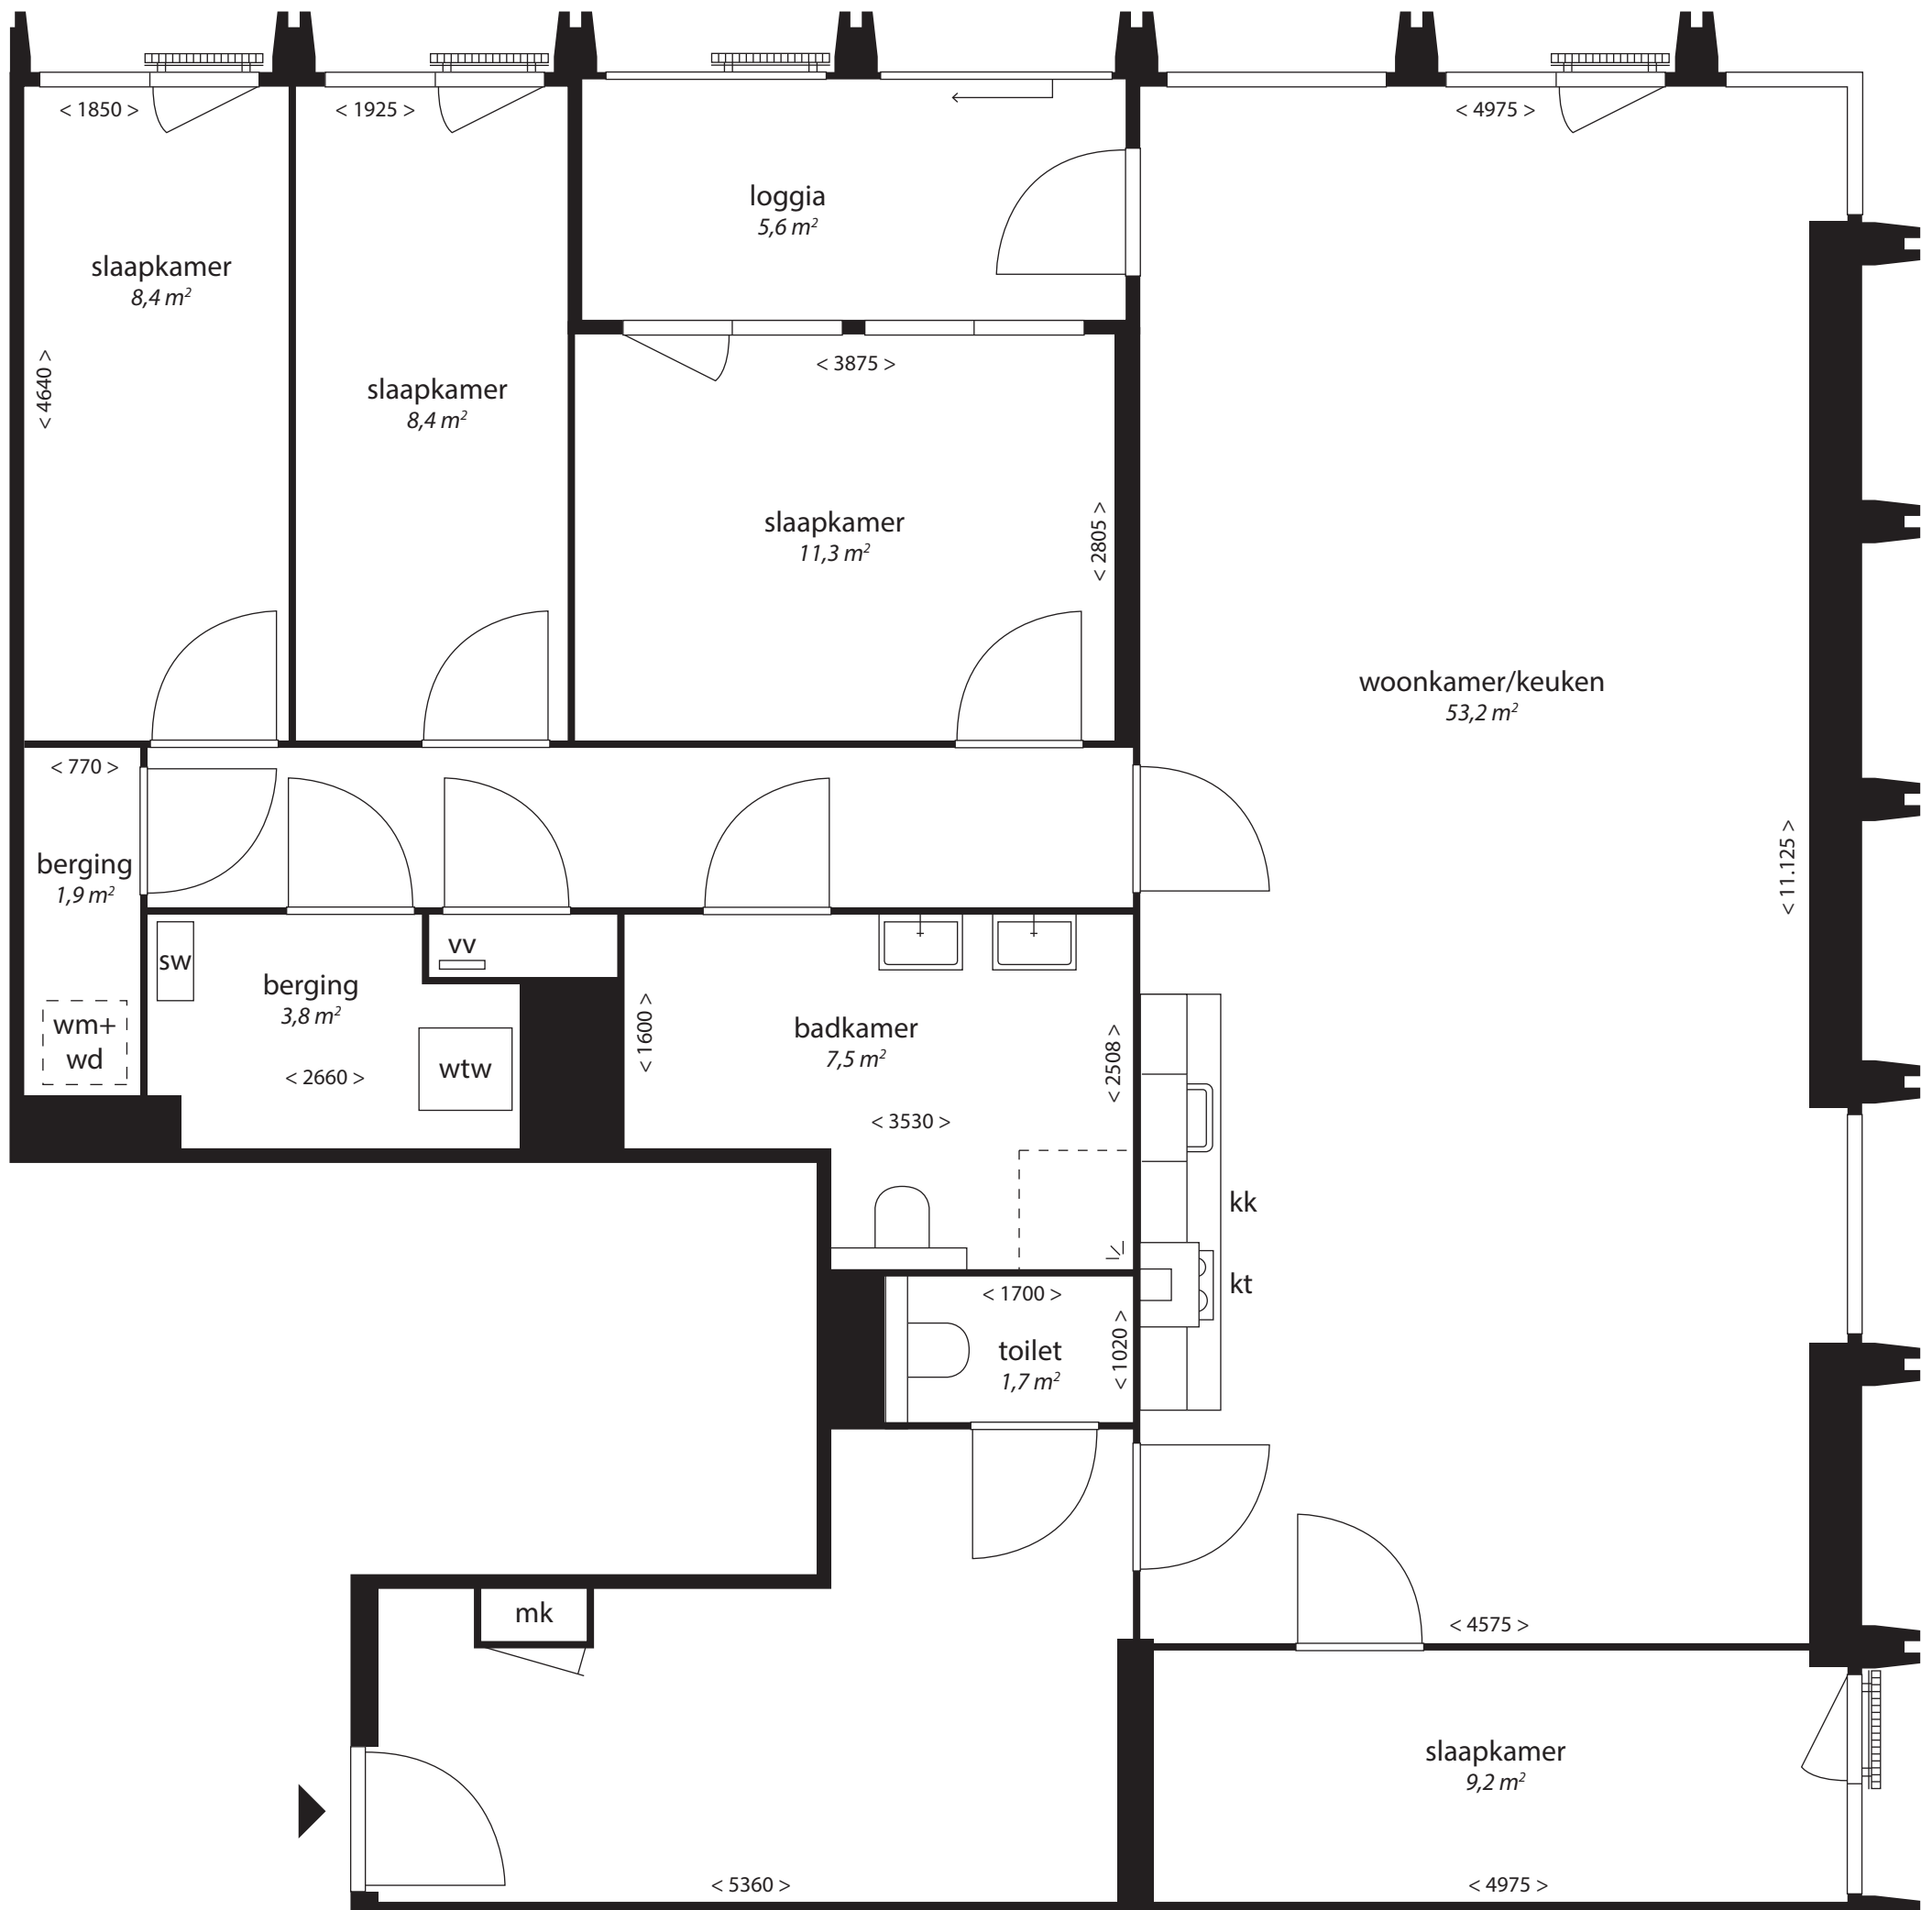 < 1850 >
< 1925 >
< 4975 >
loggia
5,6 m²
slaapkamer
8,4 m²
< 4640 >
slaapkamer
8,4 m²
< 3875 >
slaapkamer
11,3 m²
< 2805 >
woonkamer/keuken
53,2 m²
< 770 >
berging
1,9 m²
< 11.125 >
sw
vv
berging
3,8 m²
< 1600 >
badkamer
7,5 m²
< 2508 >
wm+
wd
< 2660 >
wtw
< 3530 >
kk
kt
< 1700 >
toilet
1,7 m²
< 1020 >
mk
< 4575 >
slaapkamer
9,2 m²
< 5360 >
< 4975 >